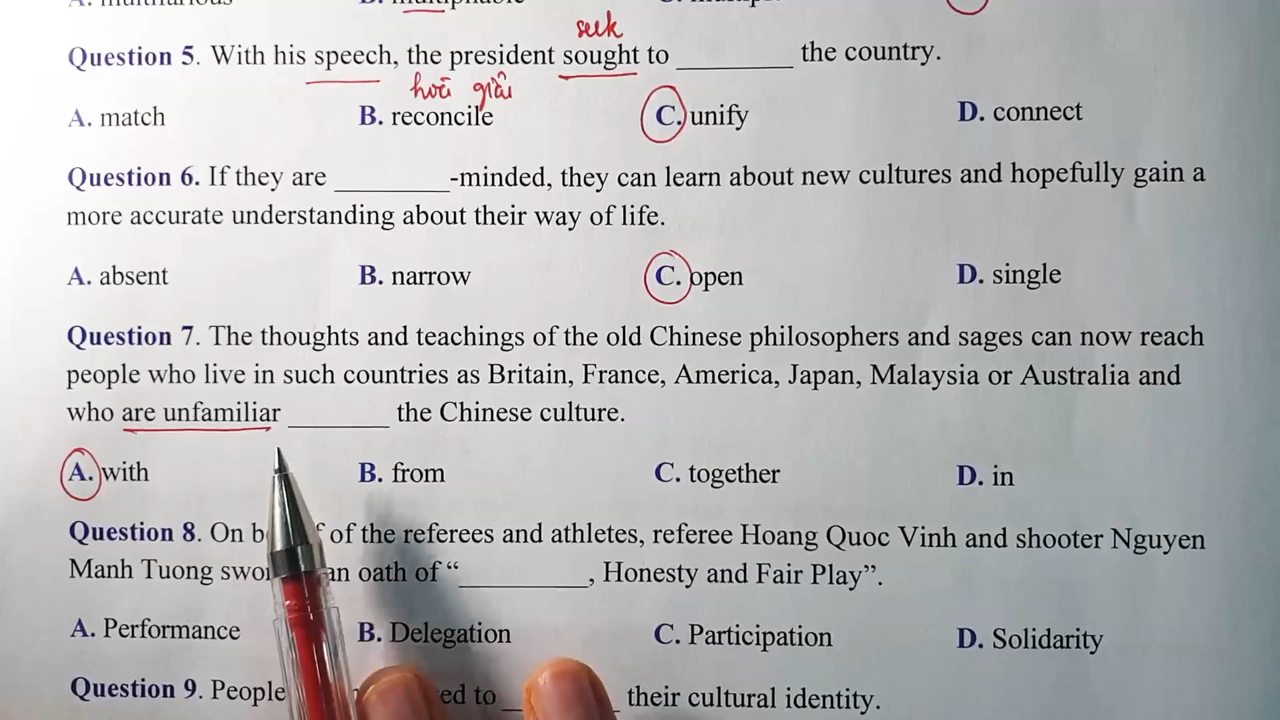 seek
Question 5. With his speech, the president sought to ________ the country.
hoà giải
A. match B. reconcile C. unify D. connect
Question 6. If they are ________-minded, they can learn about new cultures and hopefully gain a
more accurate understanding about their way of life.
A. absent B. narrow C. open D. single
Question 7. The thoughts and teachings of the old Chinese philosophers and sages can now reach
people who live in such countries as Britain, France, America, Japan, Malaysia or Australia and
who are unfamiliar ________ the Chinese culture.
A. with B. from C. together D. in
Question 8. On of the referees and athletes, referee Hoang Quoc Vinh and shooter Nguyen
Manh Tuong an oath of “_________, Honesty and Fair Play”.
A. Performance B. Delegation C. Participation D. Solidarity
Question 9. People to their cultural identity.